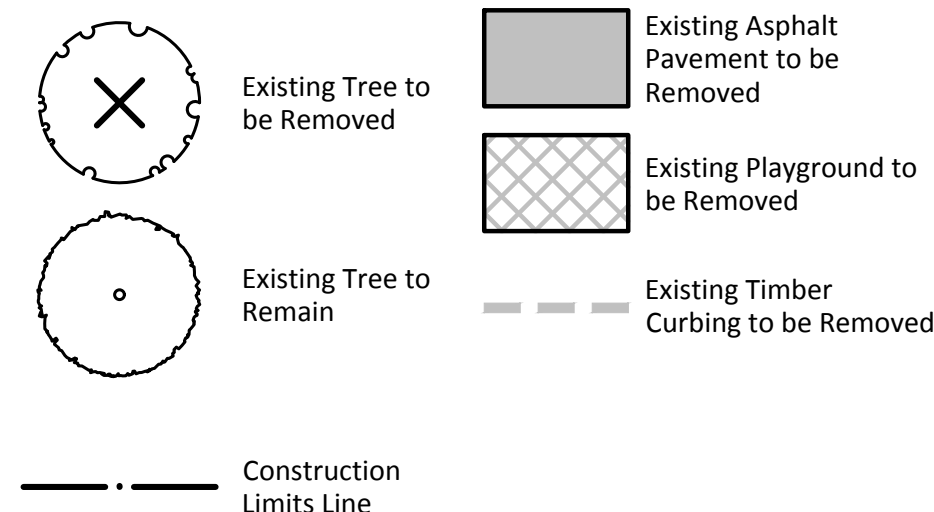 Existing Tree to
be Removed
Existing Tree to
Remain
Construction
Limits Line
Existing Asphalt
Pavement to be
Removed
Existing Playground to
be Removed
Existing Timber
Curbing to be Removed